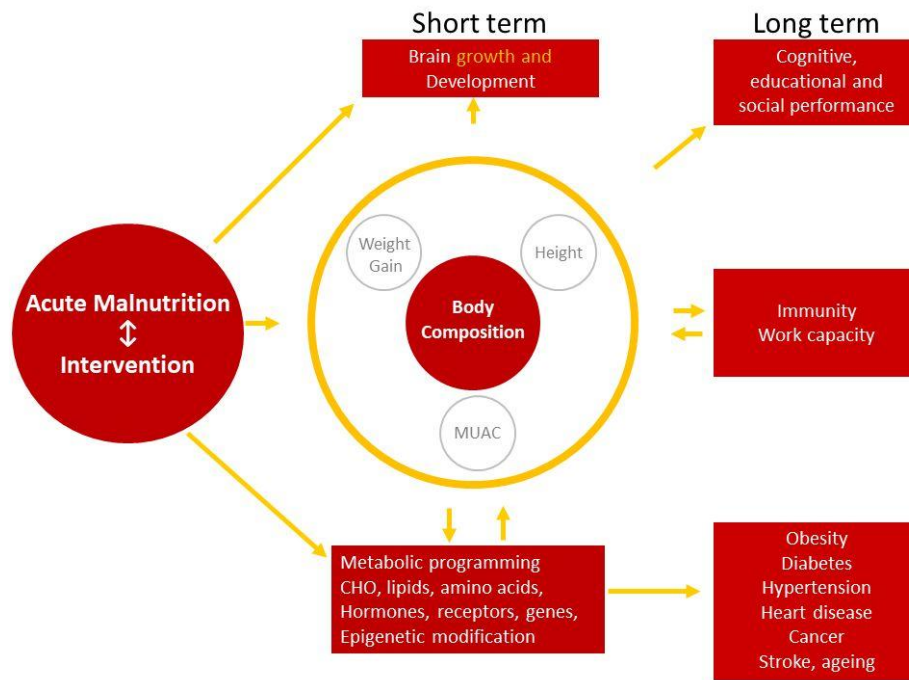 Short term
Long term
Brain growth and
Development
Cognitive,
educational and
social performance
Weight
Gain
Height
Acute Malnutrition
↕
Intervention
Body
Composition
Immunity
Work capacity
MUAC
Metabolic programming
CHO, lipids, amino acids,
Hormones, receptors, genes,
Epigenetic modification
Obesity
Diabetes
Hypertension
Heart disease
Cancer
Stroke, ageing